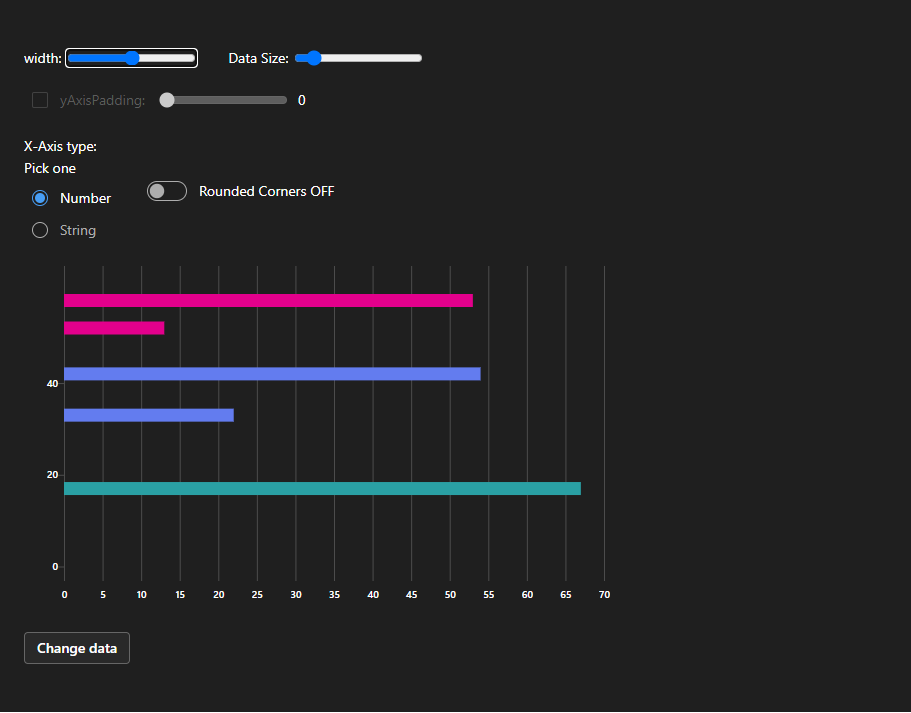 width: Data Size:
yAxisPadding: 0
X-Axis type:
Pick one
Number
Rounded Corners OFF
String
40
20
0
0 5 10 15 20 25 30 35 40 45 50 55 60 65 70
Change data